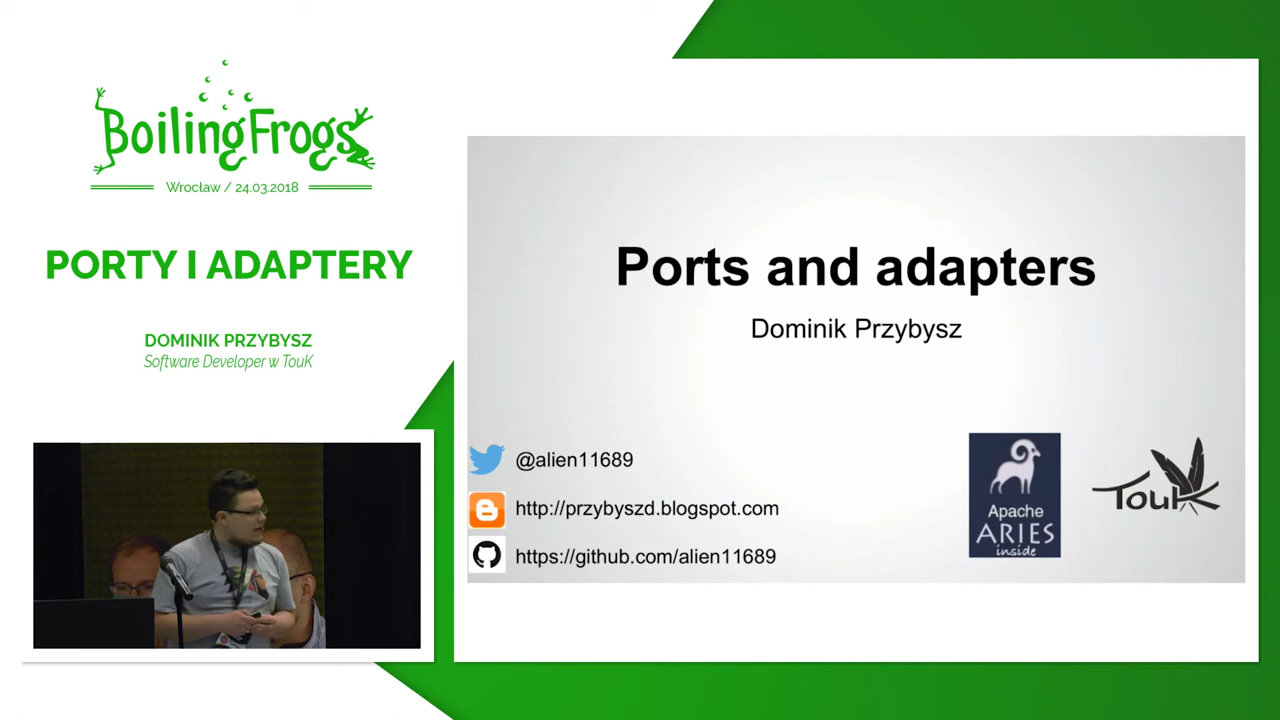 BoilingFrogs
Wrocław / 24.03.2018
PORTY I ADAPTERY
DOMINIK PRZYBYSZ
Software Developer w TouK
Ports and adapters
Dominik Przybysz
@alien11689
http://przybyszd.blogspot.com
https://github.com/alien11689
Apache
ARIES
inside
TouK